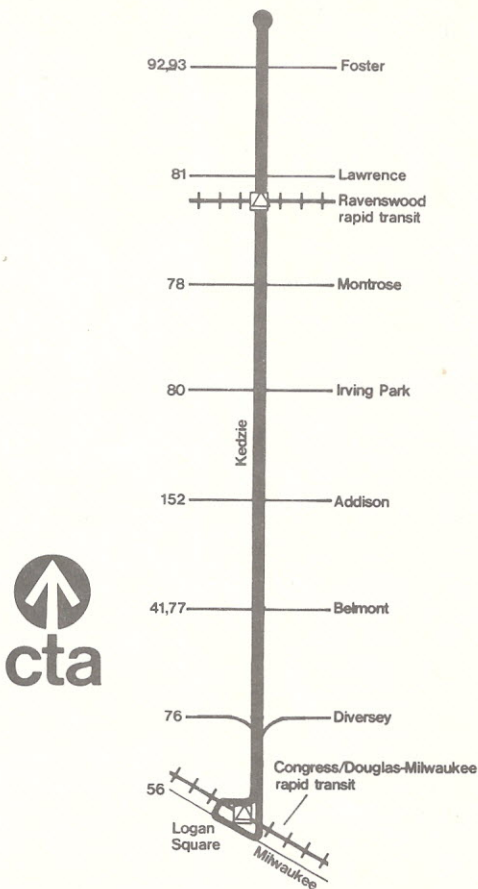 92,93 Foster
81 Lawrence
Ravenswood
rapid transit
78 Montrose
80 Irving Park
Kedzie
152 Addison
cta
41,77 Belmont
76 Diversey
Congress/Douglas-Milwaukee
rapid transit
56
Logan
Square
Milwaukee